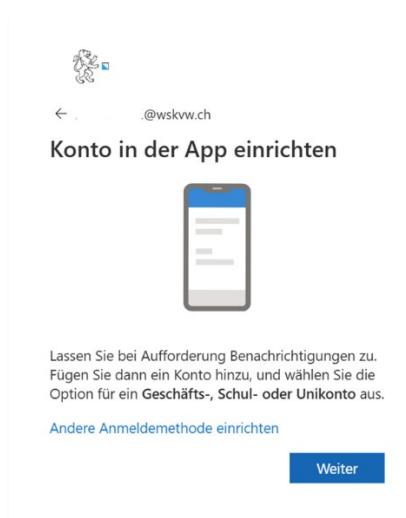 ← . .@wskvw.ch
Konto in der App einrichten
Lassen Sie bei Aufforderung Benachrichtigungen zu.
Fügen Sie dann ein Konto hinzu, und wählen Sie die
Option für ein Geschäfts-, Schul- oder Unikonto aus.
Andere Anmeldemethode einrichten
Weiter